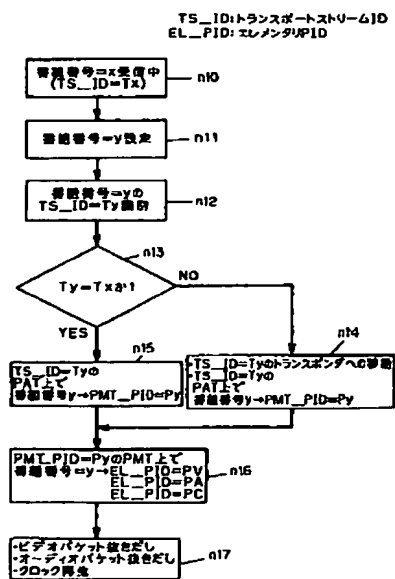 TS_ID:トランスポートストリームID
EL_PID:エレメンタリPID
番組番号=x受信中
(TS_ID=Tx)
n10
番組番号=y設定
n11
番組番号=yの
TS_ID=Ty判断
n12
n13
Ty=Txか?
NO
YES
n15
TS_ID=Tyの
PAT上で
番組番号y→PMT_PID=Py
n14
・TS_ID=Tyのトランスポンダへの移動
・TS_ID=Tyの
PAT上で
番組番号y→PMT_PID=Py
PMT_PID=PyのPMT上で
番組番号=y→EL_PID=PV
EL_PID=PA
EL_PID=PC
n16
・ビデオパケット抜きだし
・オーディオパケット抜きだし
・クロック再生
n17